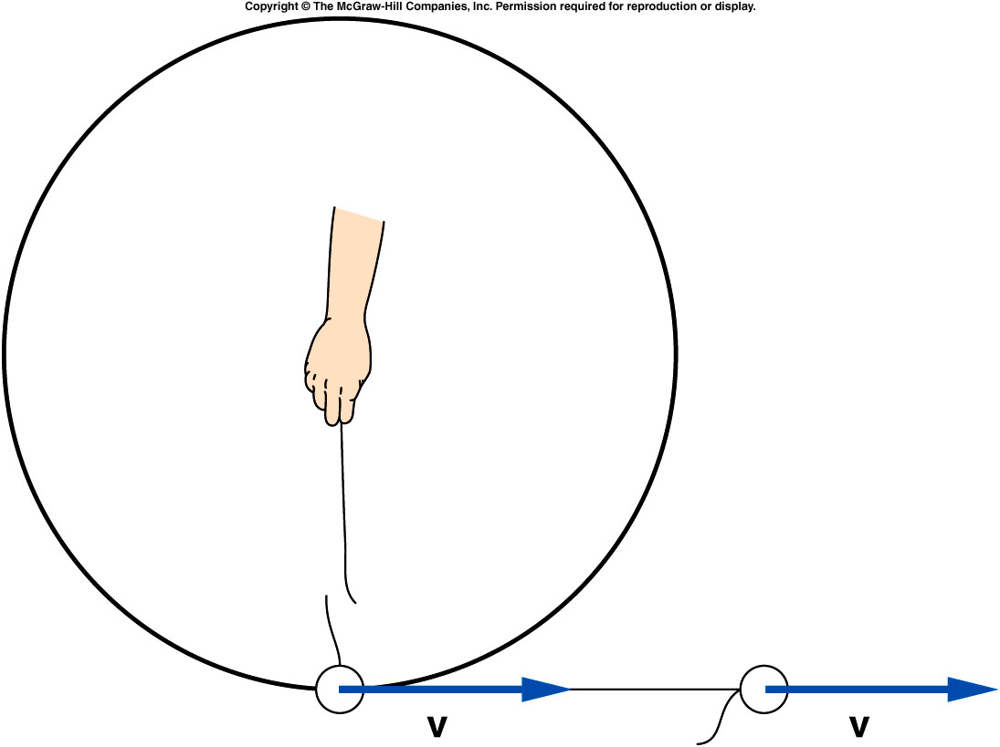 Copyright © The McGraw-Hill Companies, Inc. Permission required for reproduction or display.
v
v